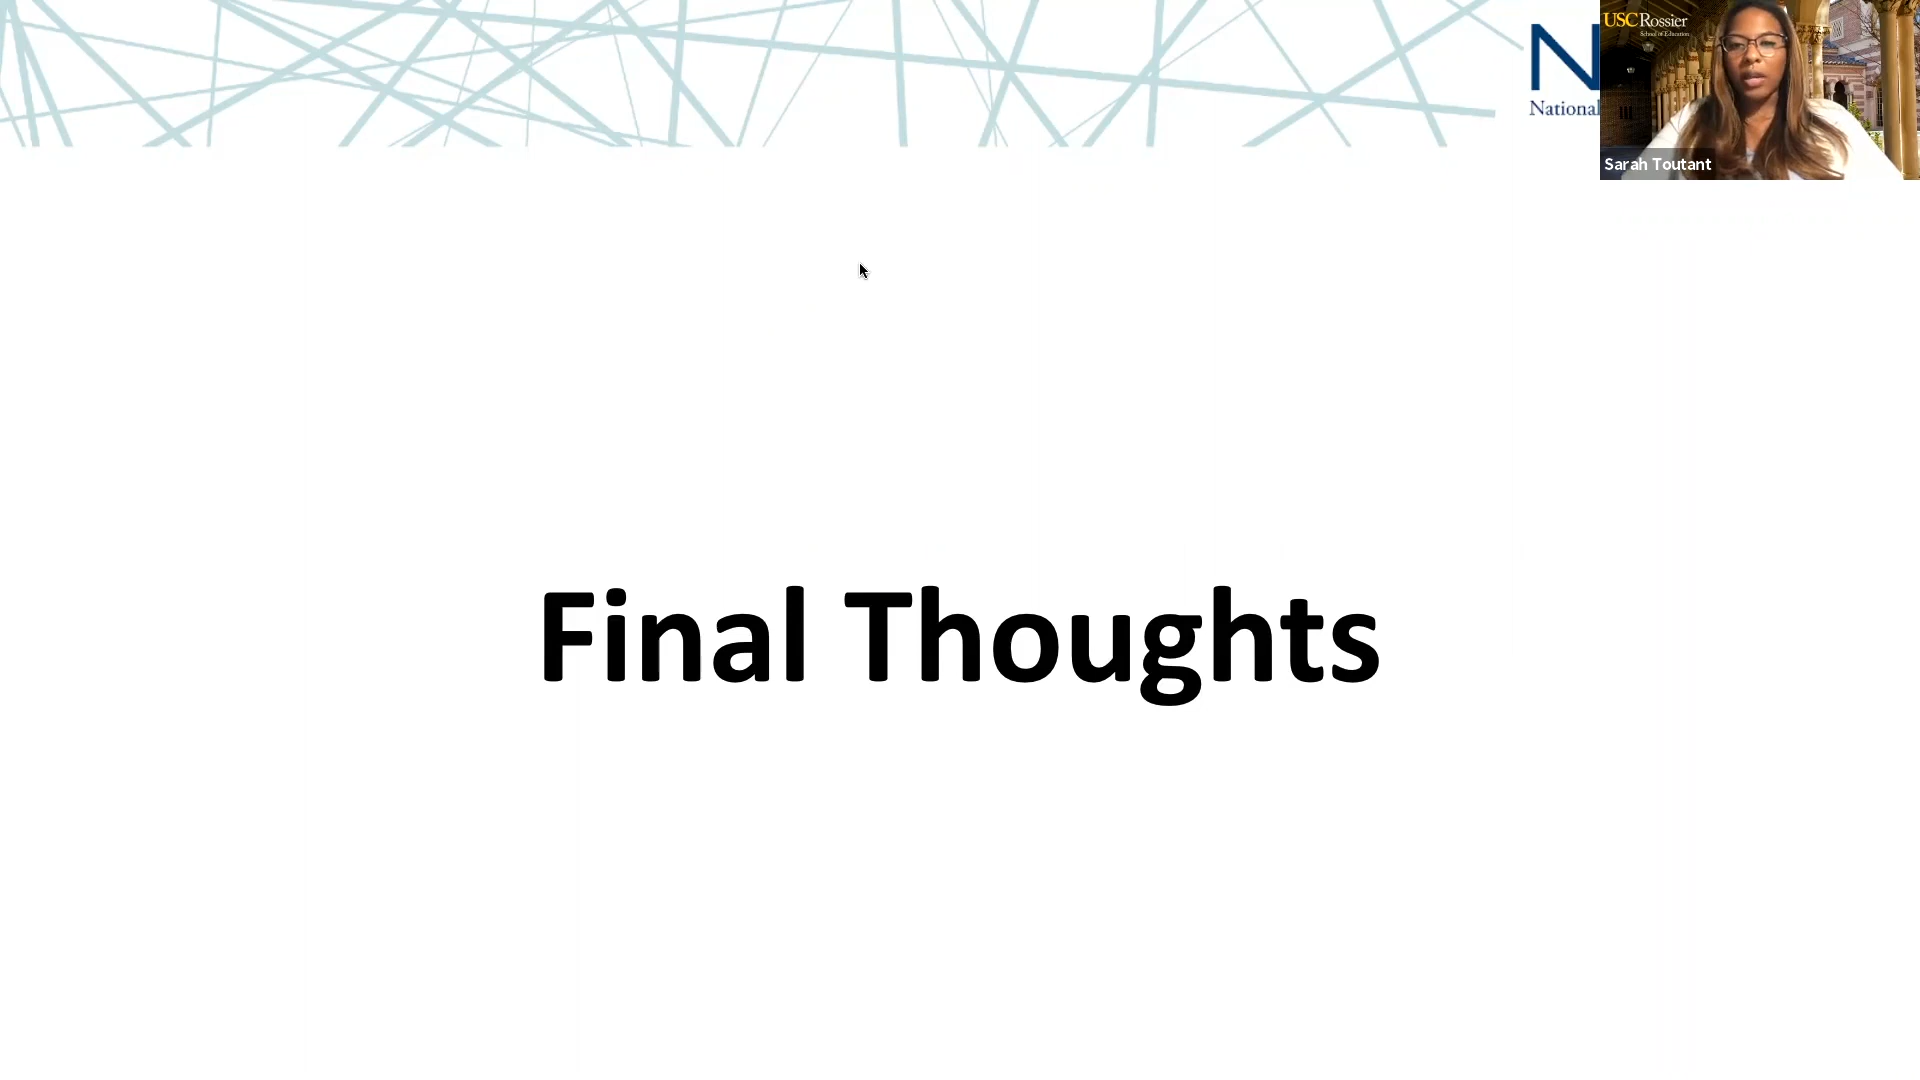 N
National
USC Rossier
School of Education
Sarah Toutant
Final Thoughts